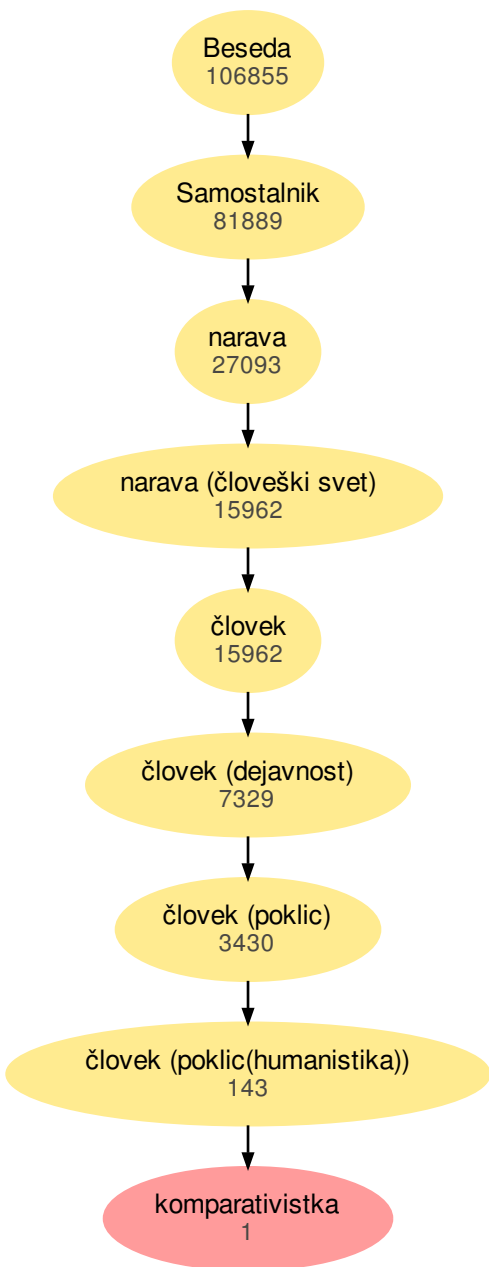 Beseda
106855
Samostalnik
81889
narava
27093
narava (človeški svet)
15962
človek
15962
človek (dejavnost)
7329
človek (poklic)
3430
človek (poklic(humanistika))
143
komparativistka
1